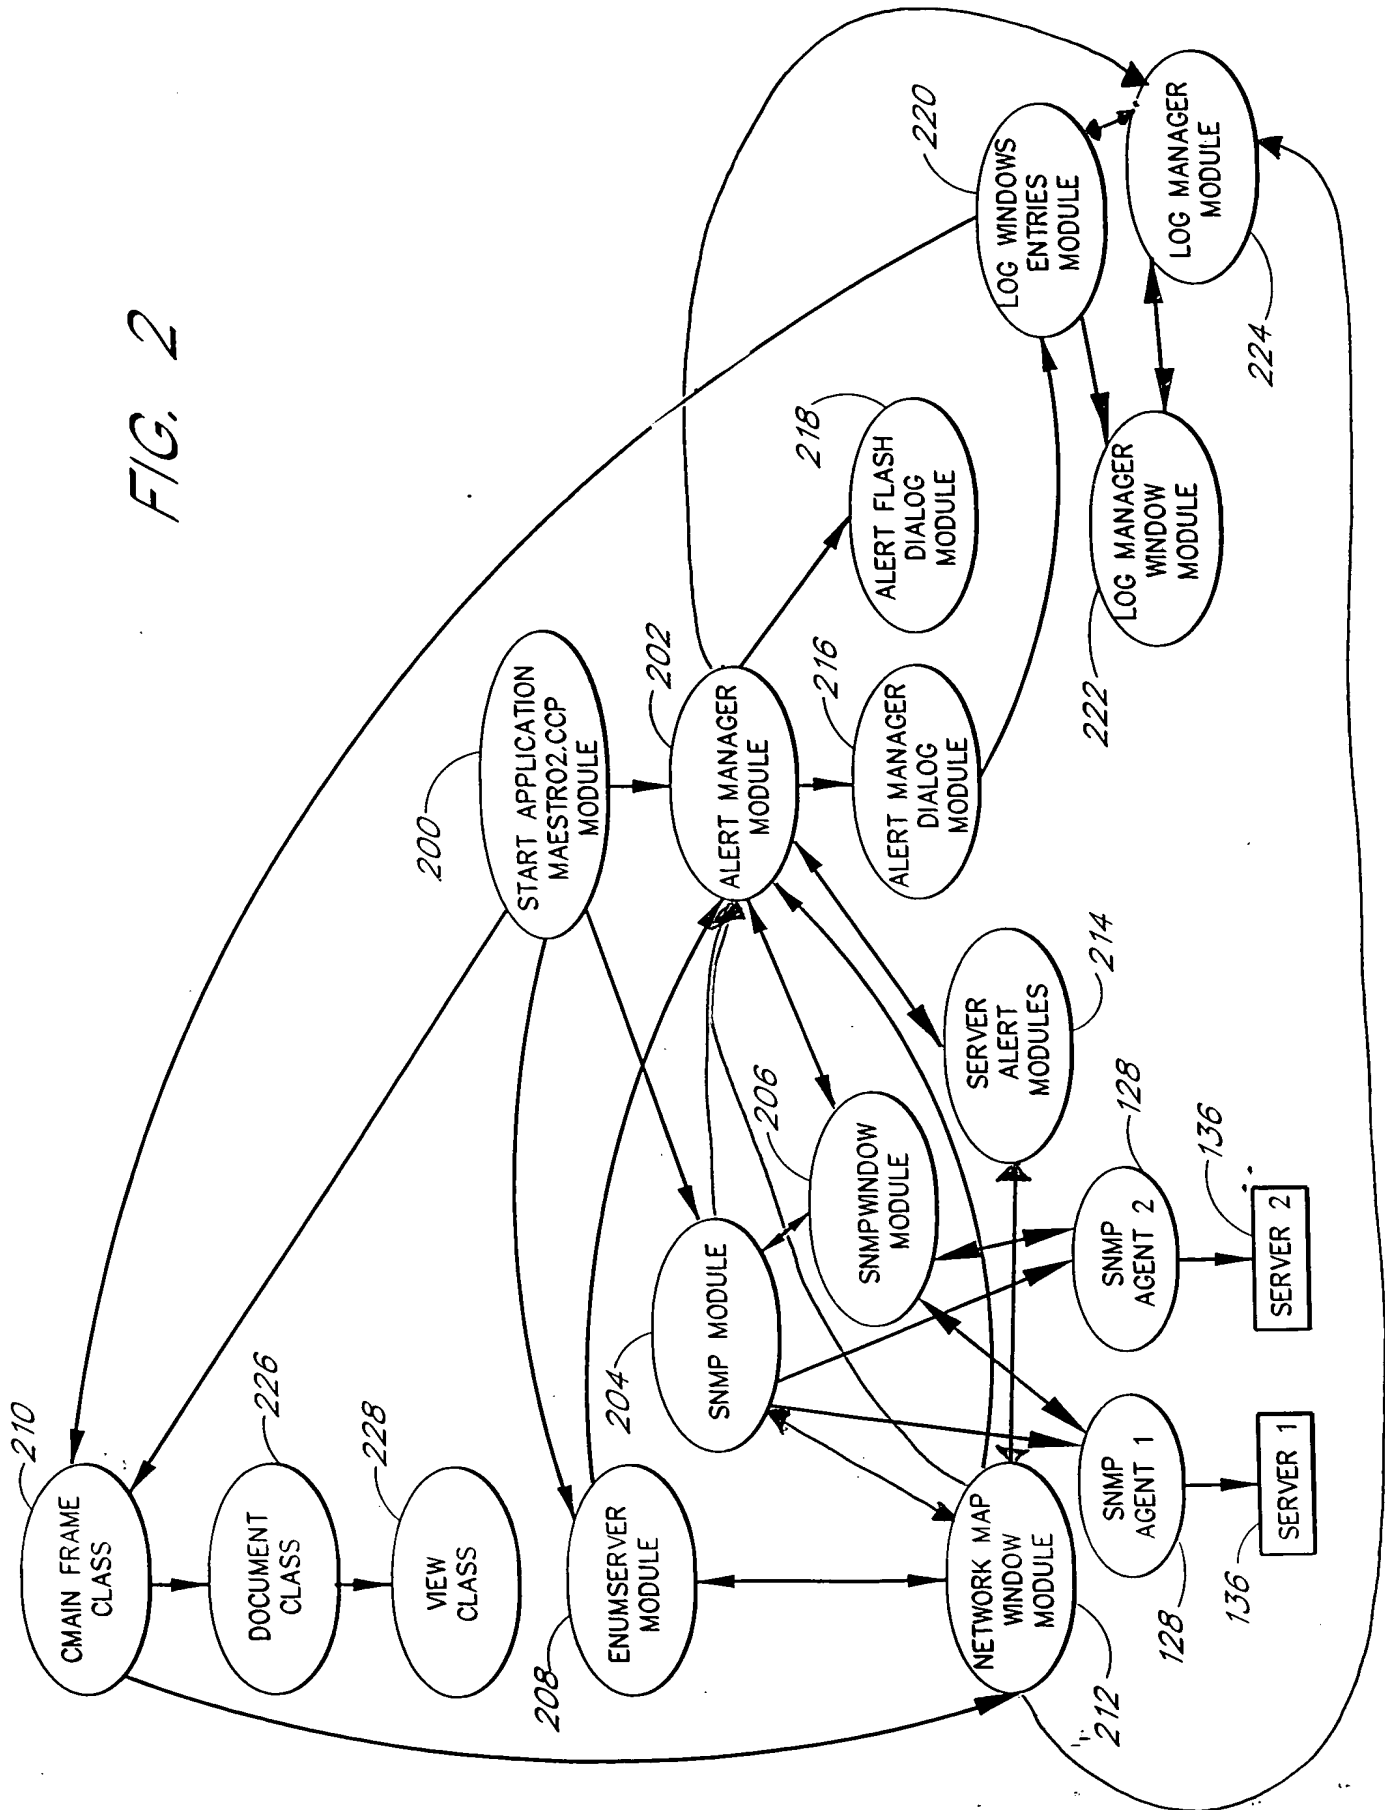 FIG. 2
210
CMAIN FRAME
CLASS
226
DOCUMENT
CLASS
228
VIEW
CLASS
200
START APPLICATION
MAESTRO2.CCP
MODULE
208
ENUMSERVER
MODULE
204
SNMP MODULE
202
ALERT MANAGER
MODULE
206
SNMPWINDOW
MODULE
218
ALERT FLASH
DIALOG
MODULE
216
ALERT MANAGER
DIALOG
MODULE
220
LOG WINDOWS
ENTRIES
MODULE
212
NETWORK MAP
WINDOW
MODULE
214
SERVER
ALERT
MODULES
222
LOG MANAGER
WINDOW
MODULE
224
LOG MANAGER
MODULE
128
SNMP
AGENT 1
128
SNMP
AGENT 2
136
SERVER 1
136
SERVER 2